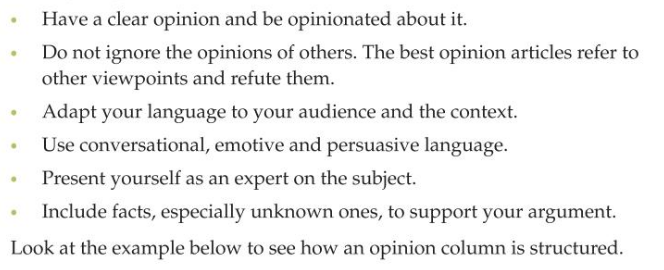 • Have a clear opinion and be opinionated about it.
• Do not ignore the opinions of others. The best opinion articles refer to
other viewpoints and refute them.
• Adapt your language to your audience and the context.
• Use conversational, emotive and persuasive language.
• Present yourself as an expert on the subject.
• Include facts, especially unknown ones, to support your argument.
Look at the example below to see how an opinion column is structured.